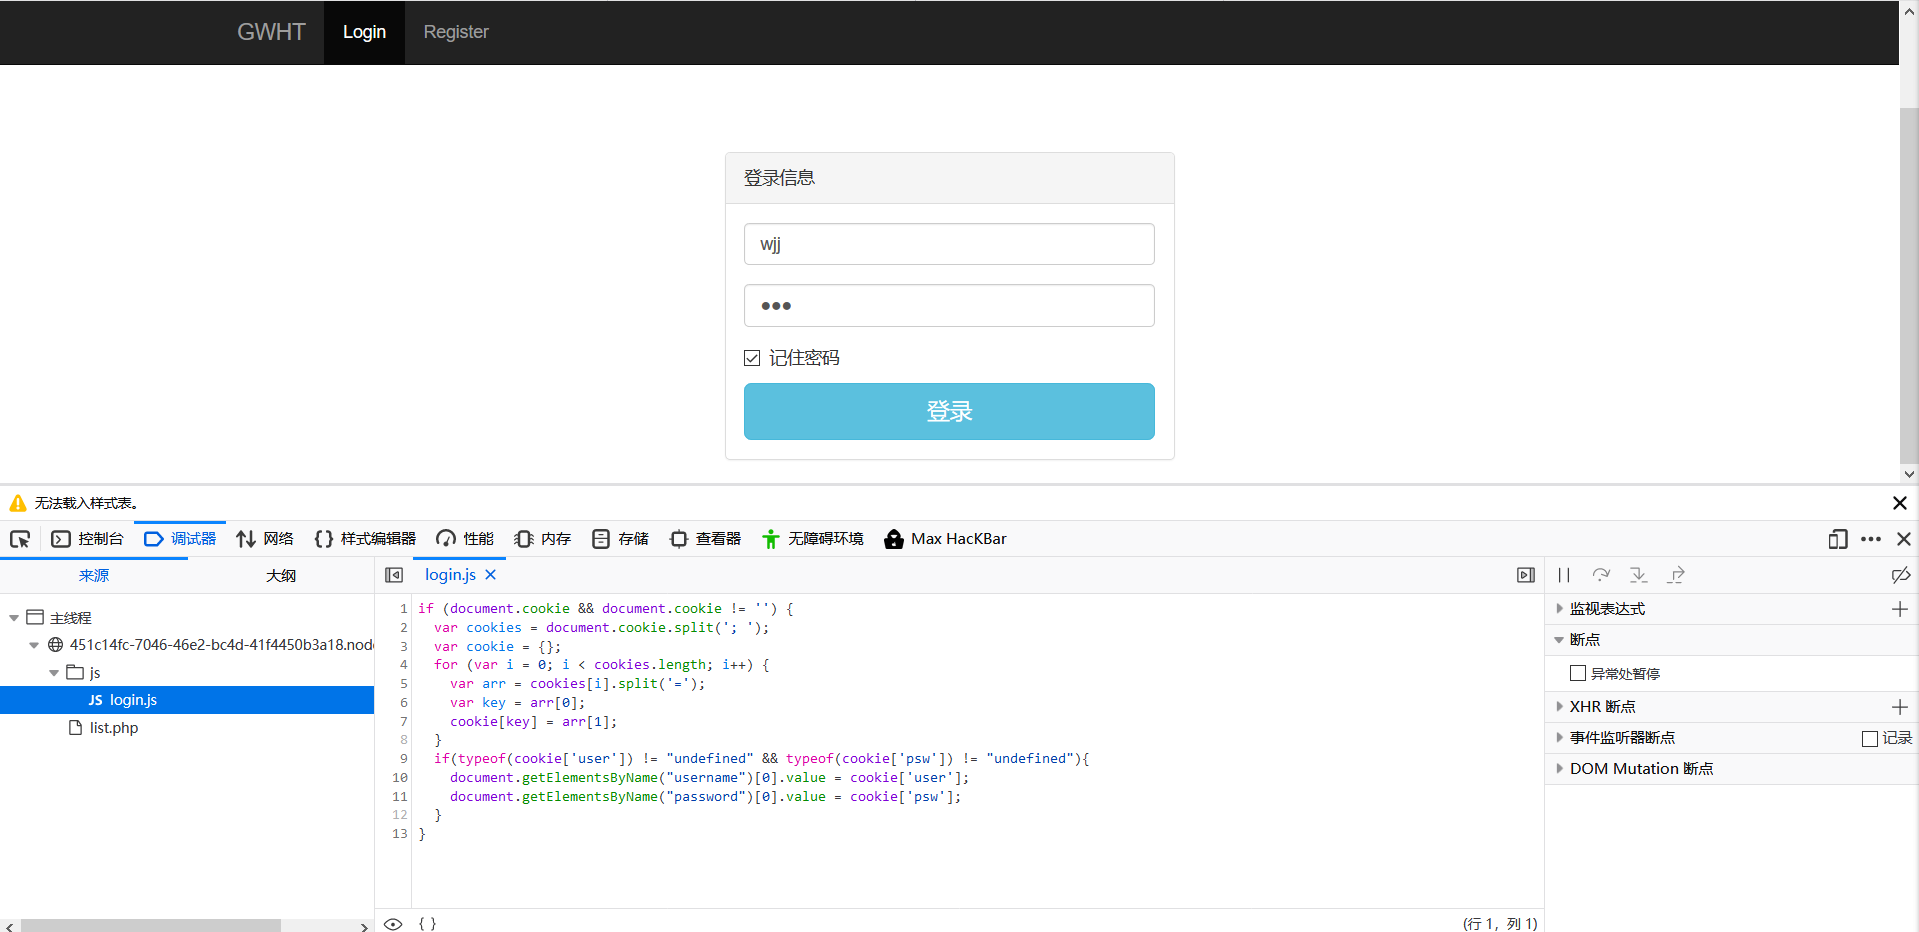 GWHT Login Register
登录信息
wjj
•••
记住密码
登录
无法载入样式表。
控制台 调试器 网络 样式编辑器 性能 内存 存储 查看器 无障碍环境 Max HacKBar
来源 大纲
主线程
451c14fc-7046-46e2-bc4d-41f4450b3a18.node
js
JS login.js
list.php
login.js
1 if (document.cookie && document.cookie != '') {
2 var cookies = document.cookie.split('; ');
3 var cookie = {};
4 for (var i = 0; i < cookies.length; i++) {
5 var arr = cookies[i].split('=');
6 var key = arr[0];
7 cookie[key] = arr[1];
8 }
9 if(typeof(cookie['user']) != "undefined" && typeof(cookie['psw']) != "undefined"){
10 document.getElementsByName("username")[0].value = cookie['user'];
11 document.getElementsByName("password")[0].value = cookie['psw'];
12 }
13 }
{ }
(行 1，列 1)
监视表达式
断点
异常处暂停
XHR 断点
事件监听器断点 记录
DOM Mutation 断点